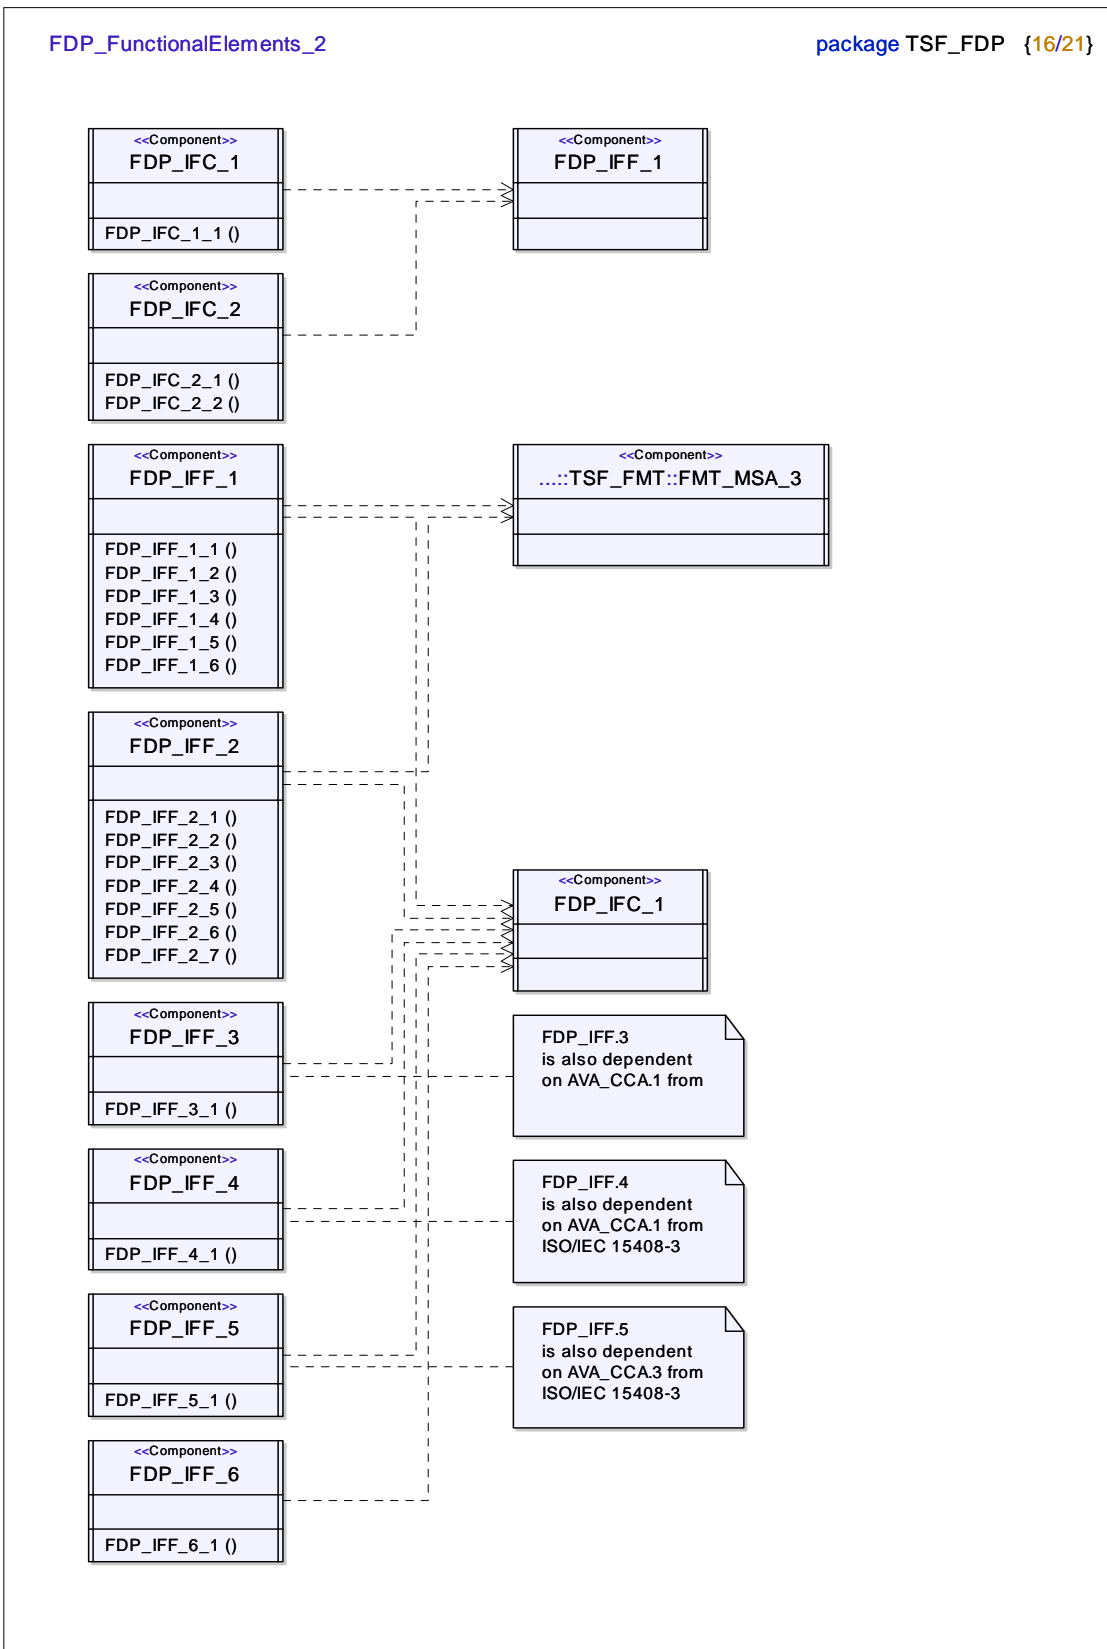 FDP_FunctionalElements_2
package TSF_FDP {16/21}
<<Component>>
FDP_IFC_1
FDP_IFC_1_1 ()
<<Component>>
FDP_IFF_1
<<Component>>
FDP_IFC_2
FDP_IFC_2_1 ()
FDP_IFC_2_2 ()
<<Component>>
FDP_IFF_1
FDP_IFF_1_1 ()
FDP_IFF_1_2 ()
FDP_IFF_1_3 ()
FDP_IFF_1_4 ()
FDP_IFF_1_5 ()
FDP_IFF_1_6 ()
<<Component>>
...::TSF_FMT::FMT_MSA_3
<<Component>>
FDP_IFF_2
FDP_IFF_2_1 ()
FDP_IFF_2_2 ()
FDP_IFF_2_3 ()
FDP_IFF_2_4 ()
FDP_IFF_2_5 ()
FDP_IFF_2_6 ()
FDP_IFF_2_7 ()
<<Component>>
FDP_IFC_1
<<Component>>
FDP_IFF_3
FDP_IFF_3_1 ()
FDP_IFF.3
is also dependent
on AVA_CCA.1 from
<<Component>>
FDP_IFF_4
FDP_IFF_4_1 ()
FDP_IFF.4
is also dependent
on AVA_CCA.1 from
ISO/IEC 15408-3
<<Component>>
FDP_IFF_5
FDP_IFF_5_1 ()
FDP_IFF.5
is also dependent
on AVA_CCA.3 from
ISO/IEC 15408-3
<<Component>>
FDP_IFF_6
FDP_IFF_6_1 ()